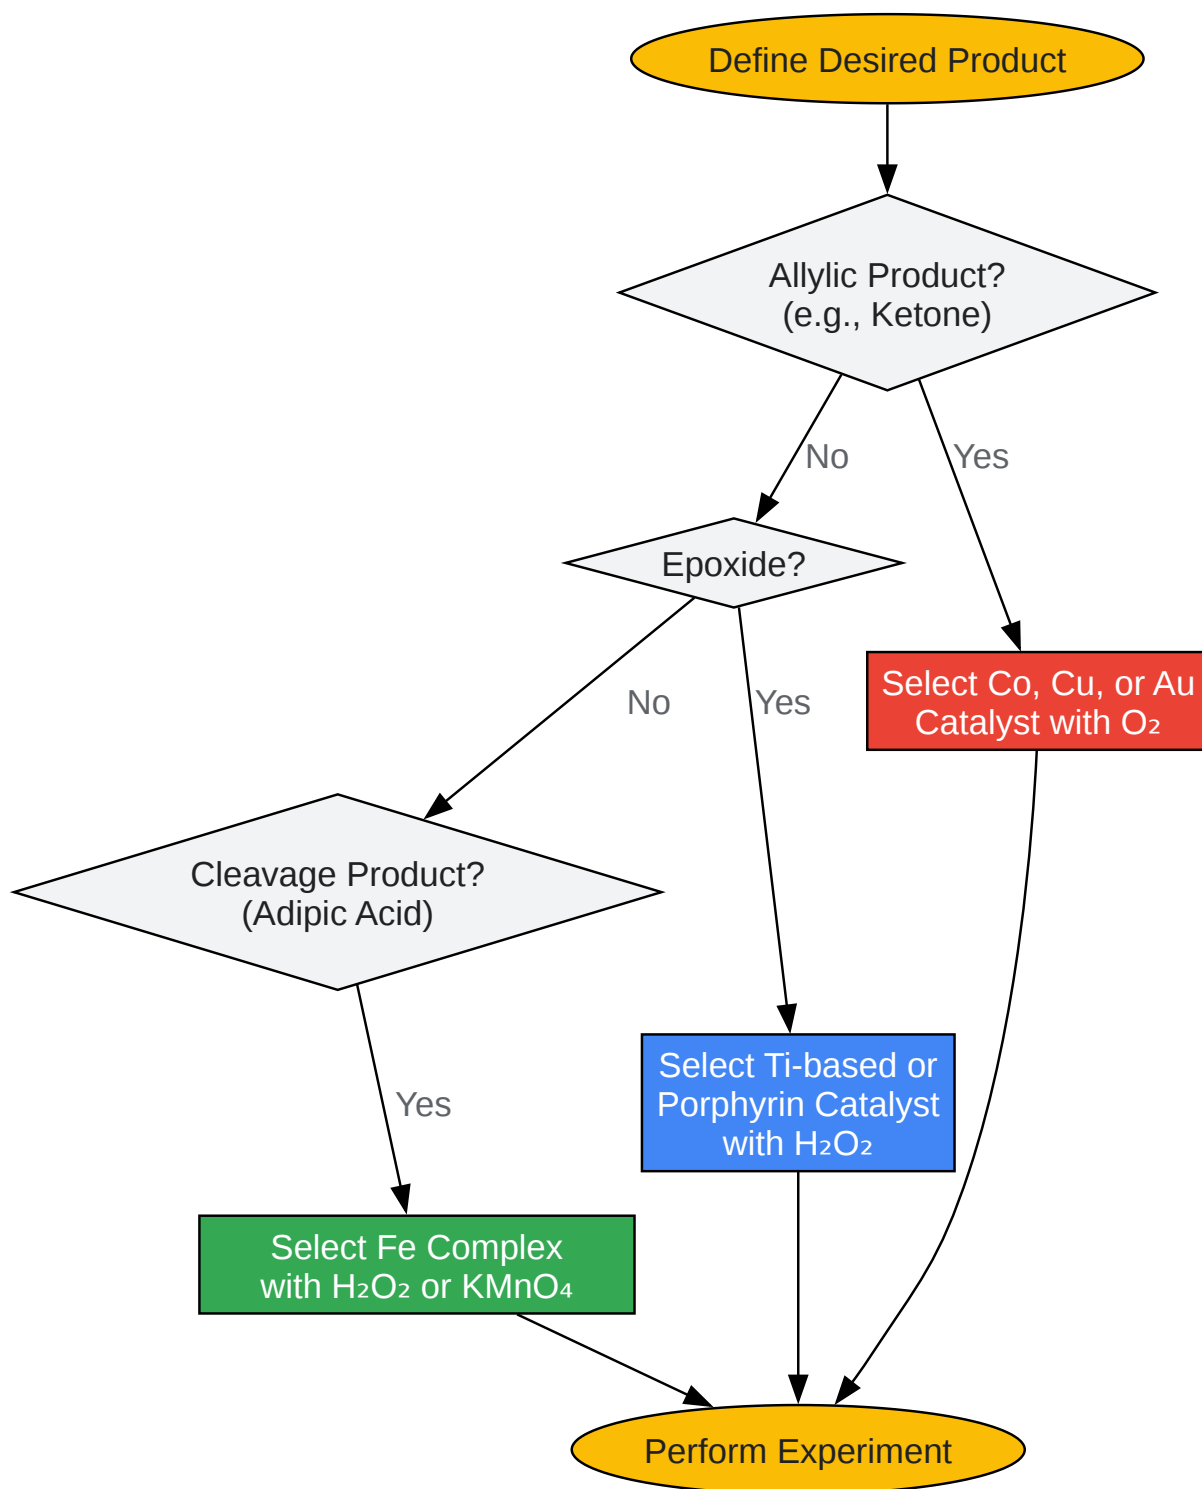 Define Desired Product
Allylic Product?
(e.g., Ketone)
No
Yes
Epoxide?
Select Co, Cu, or Au
Catalyst with O₂
No
Yes
Cleavage Product?
(Adipic Acid)
Select Ti-based or
Porphyrin Catalyst
with H₂O₂
Yes
Select Fe Complex
with H₂O₂ or KMnO₄
Perform Experiment